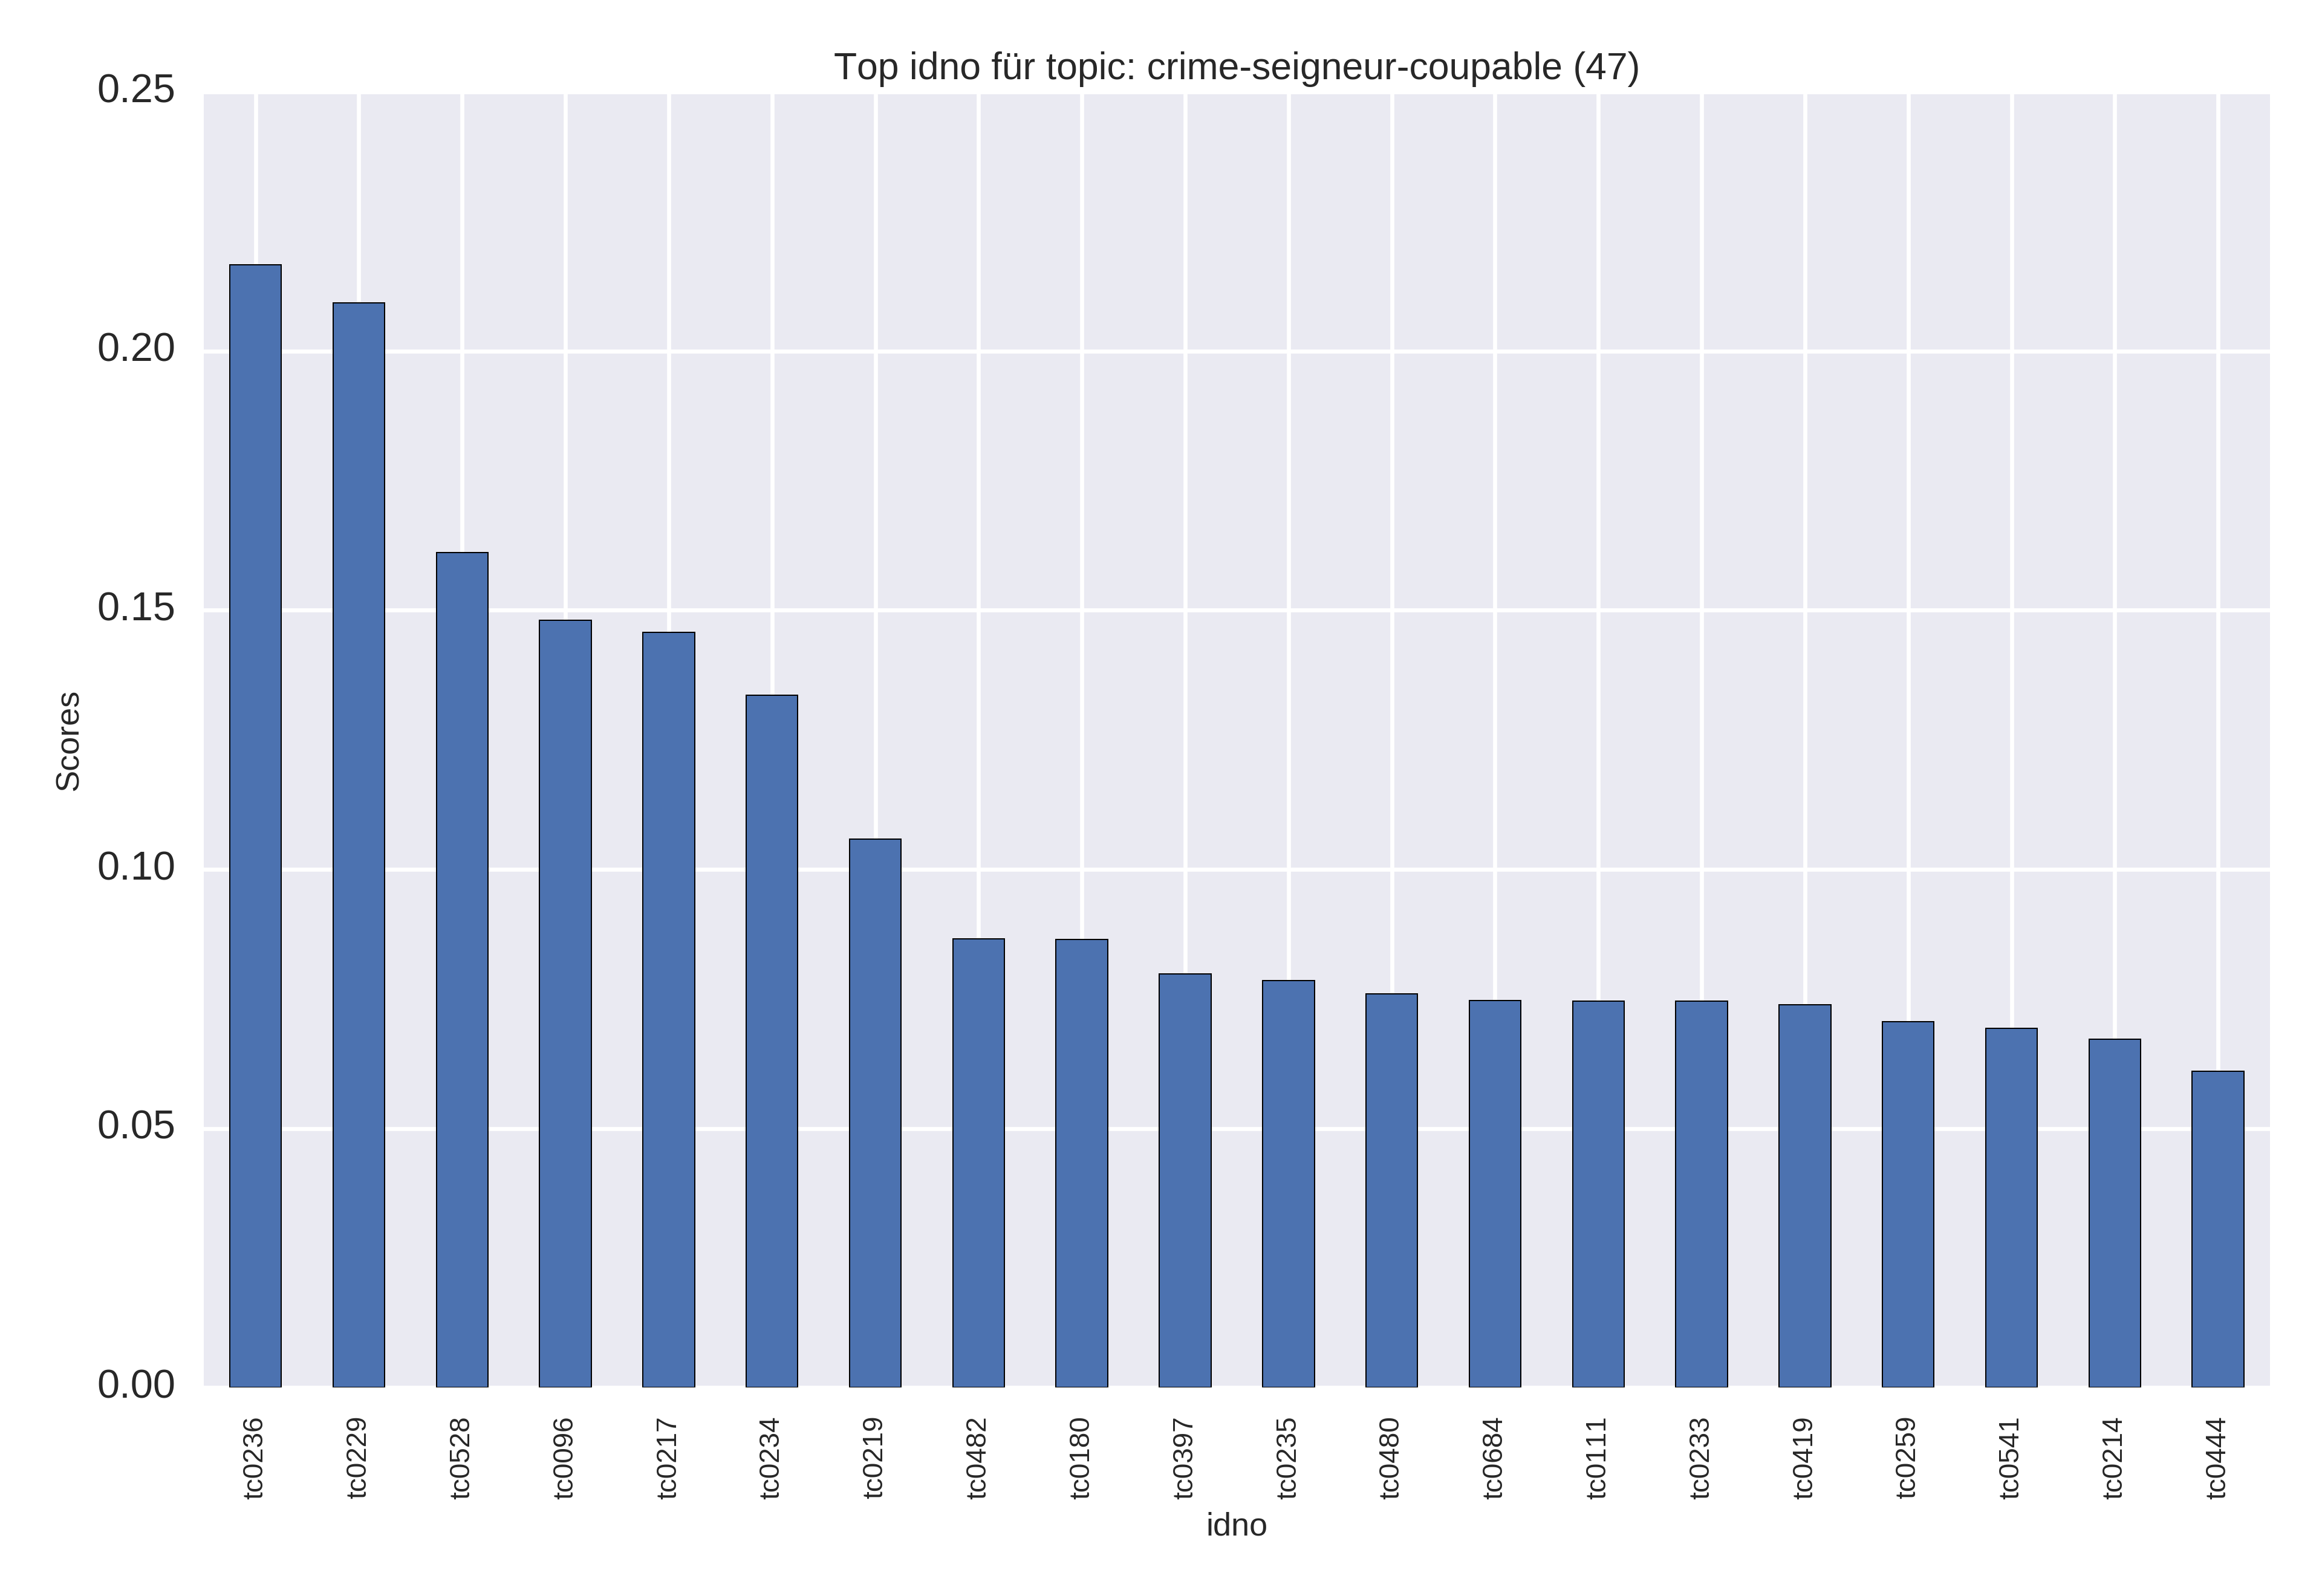 Top idno für topic: crime-seigneur-coupable (47)
0.25
0.20
0.15
0.10
0.05
0.00
Scores
tc0236
tc0229
tc0528
tc0096
tc0217
tc0234
tc0219
tc0482
tc0180
tc0397
tc0235
tc0480
tc0684
tc0111
tc0233
tc0419
tc0259
tc0541
tc0214
tc0444
idno